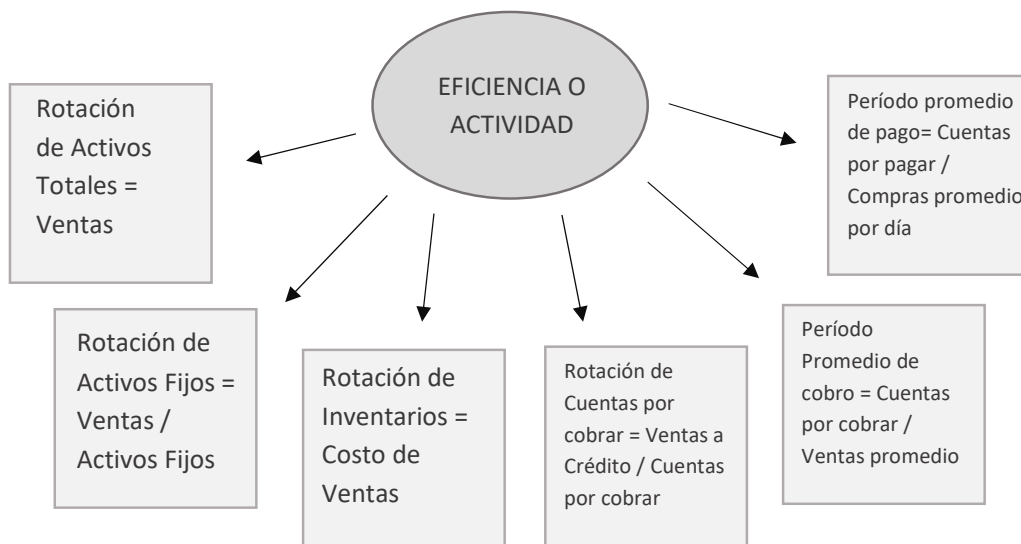 EFICIENCIA O
ACTIVIDAD
Rotación
de Activos
Totales =
Ventas
Período promedio
de pago= Cuentas
por pagar /
Compras promedio
por día
Rotación de
Activos Fijos =
Ventas /
Activos Fijos
Rotación de
Inventarios =
Costo de
Ventas
Rotación de
Cuentas por
cobrar = Ventas a
Crédito / Cuentas
por cobrar
Período
Promedio de
cobro = Cuentas
por cobrar /
Ventas promedio